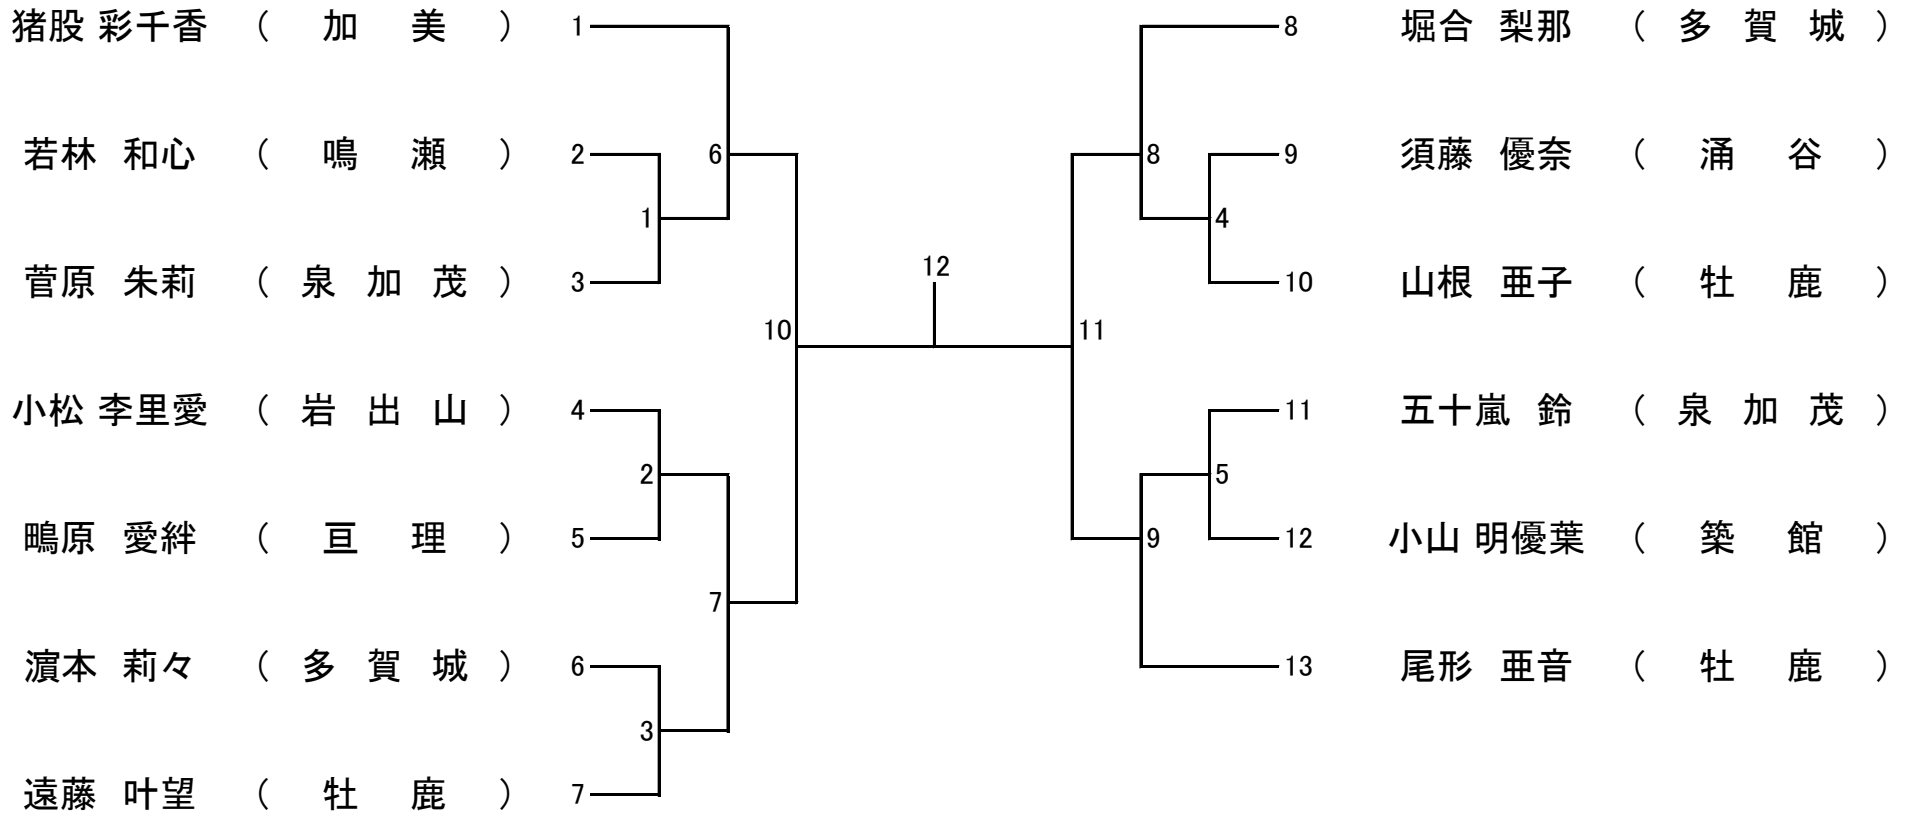 猪股 彩千香 （ 加 美 ） 1 8 堀合 梨那 （ 多 賀 城 ）
若林 和心 （ 鳴 瀬 ） 2 6 8 9 須藤 優奈 （ 涌 谷 ）
1 4
菅原 朱莉 （ 泉 加 茂 ） 3 12 10 山根 亜子 （ 牡 鹿 ）
10 11
小松 李里愛 （ 岩 出 山 ） 4 11 五十嵐 鈴 （ 泉 加 茂 ）
2 5
鴫原 愛絆 （ 亘 理 ） 5 9 12 小山 明優葉 （ 築 館 ）
7
濵本 莉々 （ 多 賀 城 ） 6 13 尾形 亜音 （ 牡 鹿 ）
3
遠藤 叶望 （ 牡 鹿 ） 7